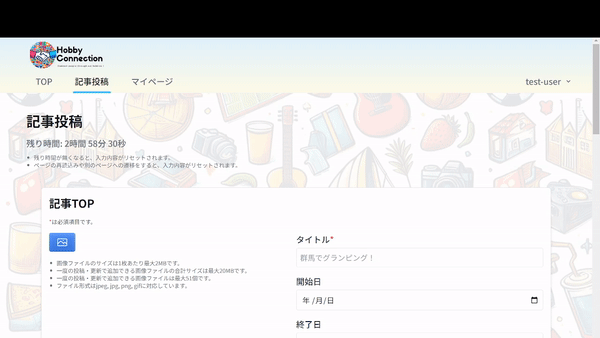 Hobby
Connection
TOP
記事投稿
マイページ
test-user
記事投稿
残り時間: 2時間 58分 30秒
残り時間が無くなると、入力内容がリセットされます。
ページの再読込みや別のページへの遷移をすると、入力内容がリセットされます。
記事TOP
*は必須項目です。
画像ファイルのサイズは1枚あたり最大2MBです。
一度の投稿・更新で追加できる画像ファイルの合計サイズは最大20MBです。
一度の投稿・更新で追加できる画像ファイルは最大51個です。
ファイル形式はjpeg, jpg, png, gifに対応しています。
タイトル*
群馬でグランピング！
開始日
年 /月/日
終了日